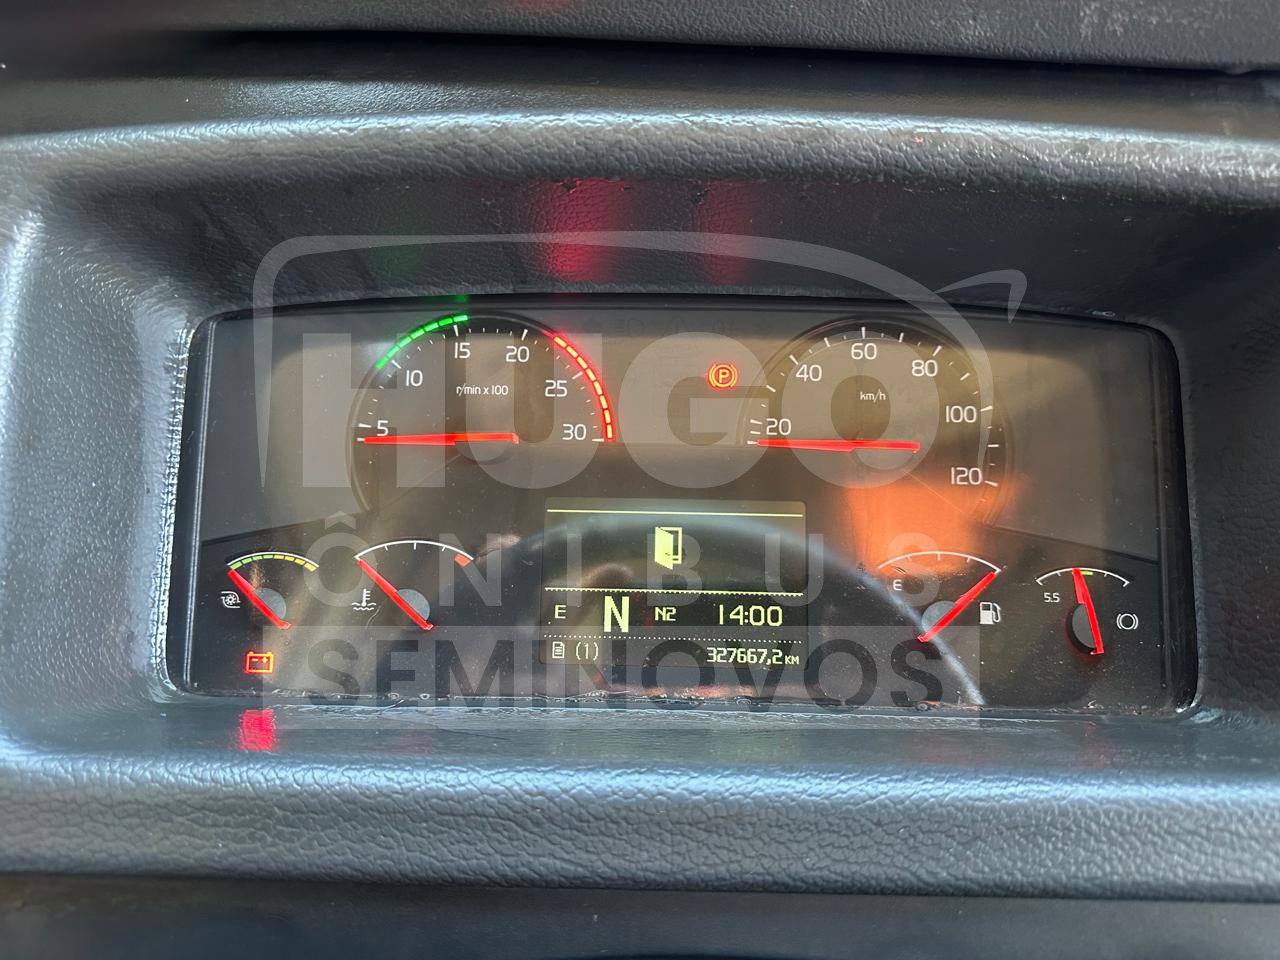 15
20
10
r/min x 100
25
5
30
P
60
40
80
km/h
20
100
120
HUGO
ÔNIBUS
SEMINOVOS
E
5.5
E N N2 14:00
(1) 327667,2 KM